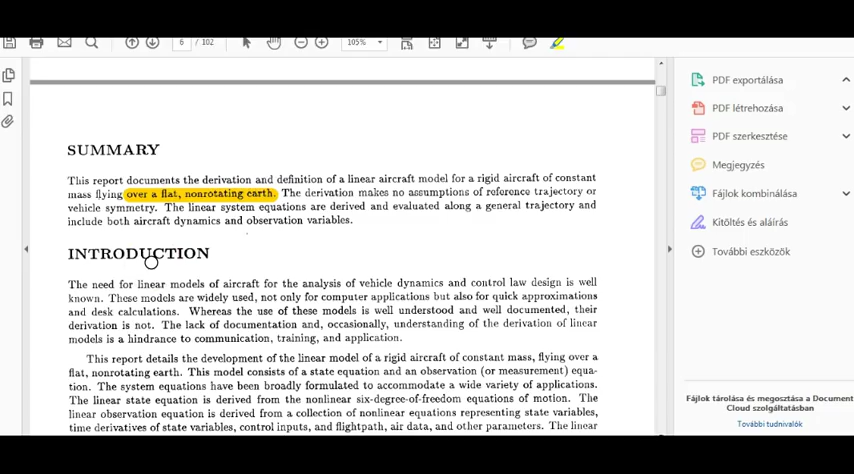 6 / 102
105%
SUMMARY
This report documents the derivation and definition of a linear aircraft model for a rigid aircraft of constant
mass flying over a flat, nonrotating earth. The derivation makes no assumptions of reference trajectory or
vehicle symmetry. The linear system equations are derived and evaluated along a general trajectory and
include both aircraft dynamics and observation variables.
INTRODUCTION
The need for linear models of aircraft for the analysis of vehicle dynamics and control law design is well
known. These models are widely used, not only for computer applications but also for quick approximations
and desk calculations. Whereas the use of these models is well understood and well documented, their
derivation is not. The lack of documentation and, occasionally, understanding of the derivation of linear
models is a hindrance to communication, training, and application.
This report details the development of the linear model of a rigid aircraft of constant mass, flying over a
flat, nonrotating earth. This model consists of a state equation and an observation (or measurement) equa-
tion. The system equations have been broadly formulated to accommodate a wide variety of applications.
The linear state equation is derived from the nonlinear six-degree-of-freedom equations of motion. The
linear observation equation is derived from a collection of nonlinear equations representing state variables,
time derivatives of state variables, control inputs, and flightpath, air data, and other parameters. The linear
PDF exportálása
PDF létrehozása
PDF szerkesztése
Megjegyzés
Fájlok kombinálása
Kitöltés és aláírás
További eszközök
Fájlok tárolása és megosztása a Document
Cloud szolgáltatásban
További tudnivalók